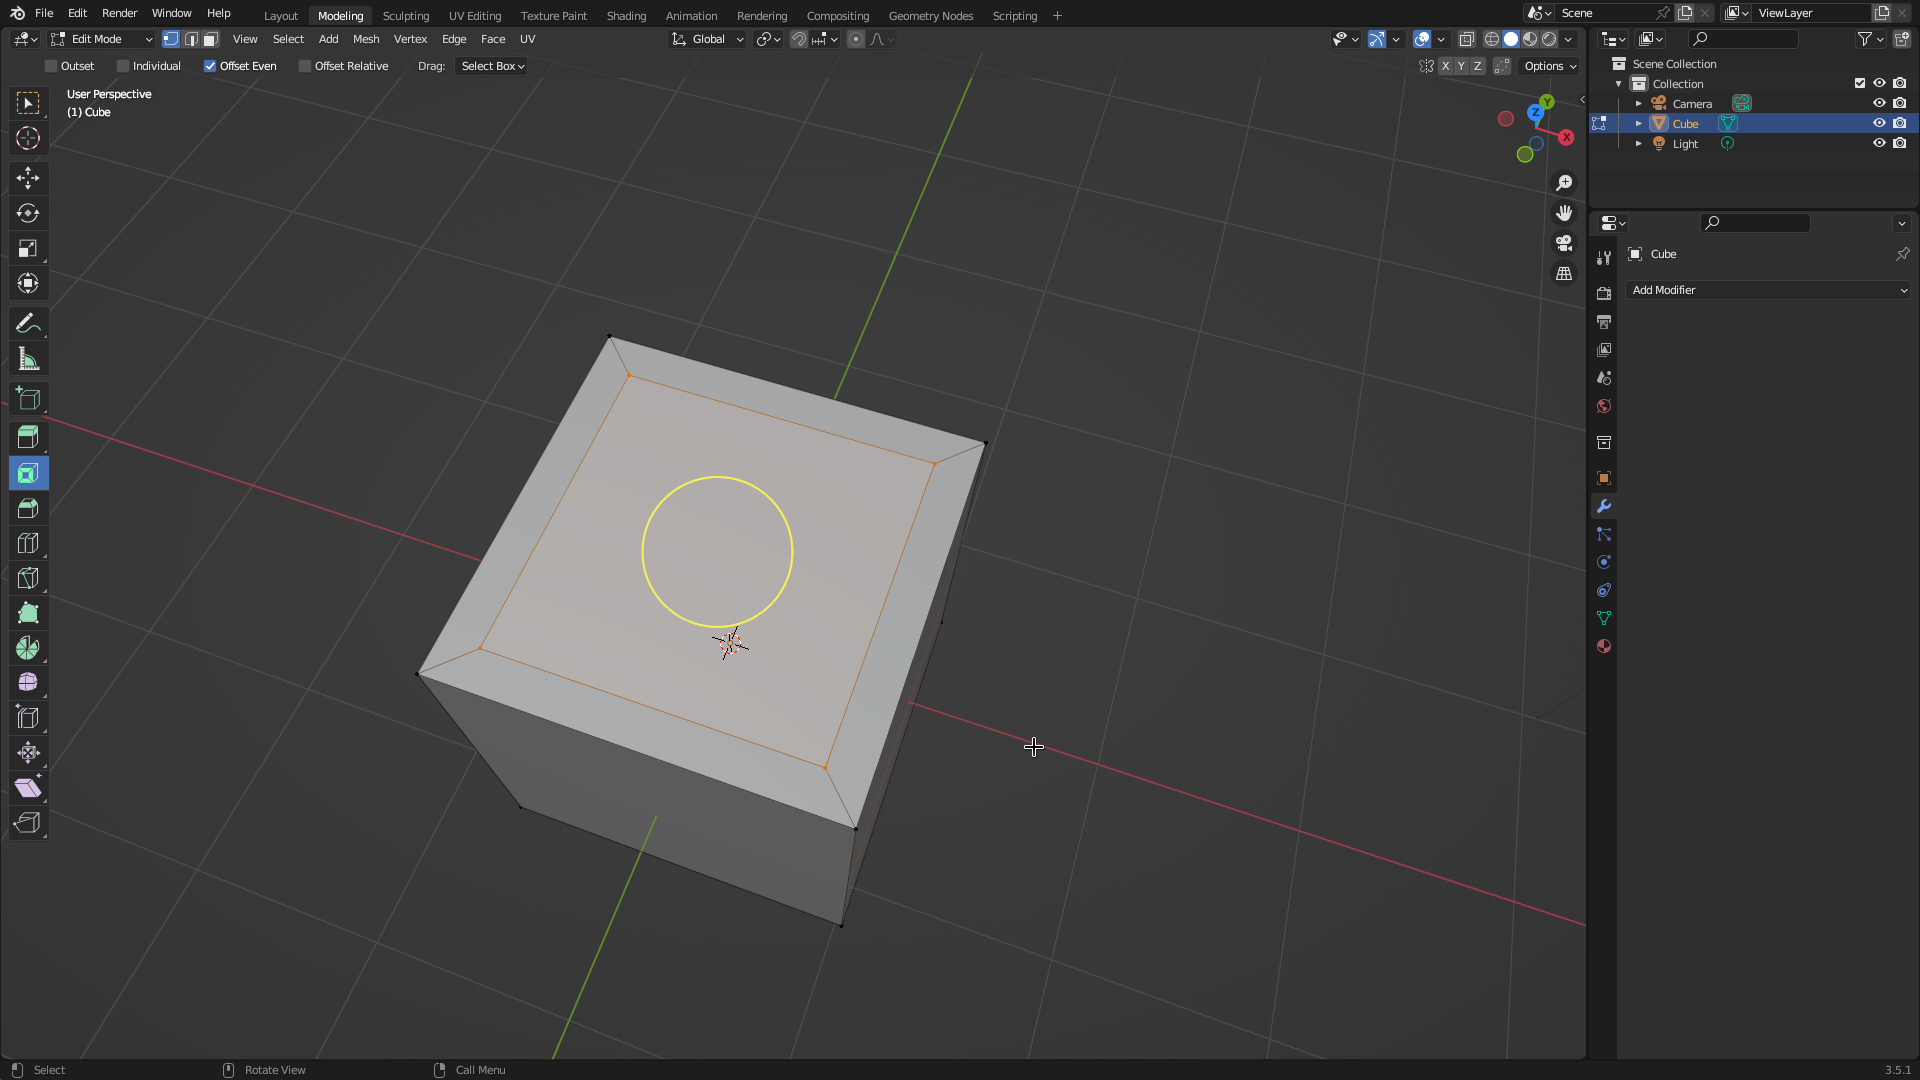 File Edit Render Window Help Layout Modeling Sculpting UV Editing Texture Paint Shading Animation Rendering Compositing Geometry Nodes Scripting + Scene ViewLayer
Edit Mode View Select Add Mesh Vertex Edge Face UV Global
Outset Individual Offset Even Offset Relative Drag: Select Box X Y Z Options
User Perspective
(1) Cube
Y
Z
X
Scene Collection
Collection
Camera
Cube
Light
Cube
Add Modifier
Select Rotate View Call Menu 3.5.1